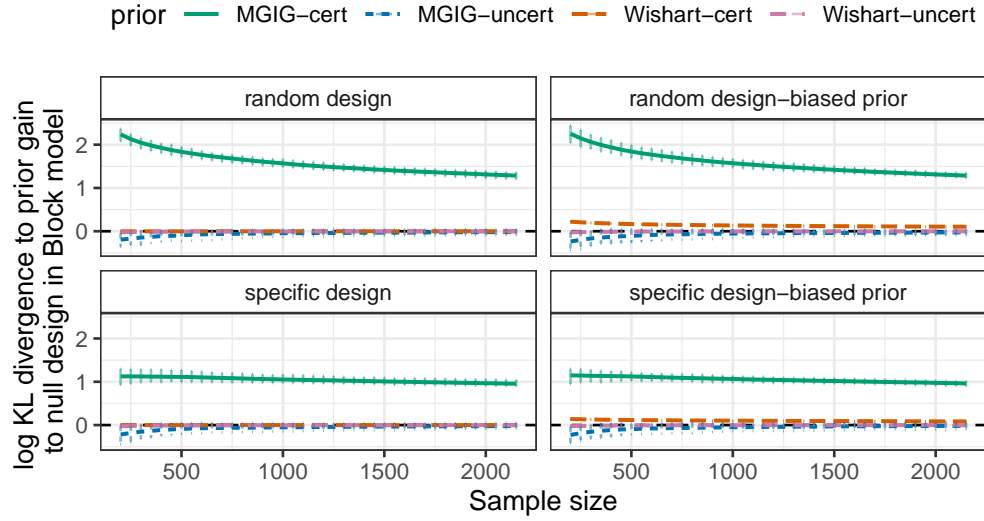 prior MGIG−cert MGIG−uncert Wishart−cert Wishart−uncert
log KL divergence to prior gain
to null design in Block model
random design
random design−biased prior
2
1
0
specific design
specific design−biased prior
2
1
0
500 1000 1500 2000
500 1000 1500 2000
Sample size